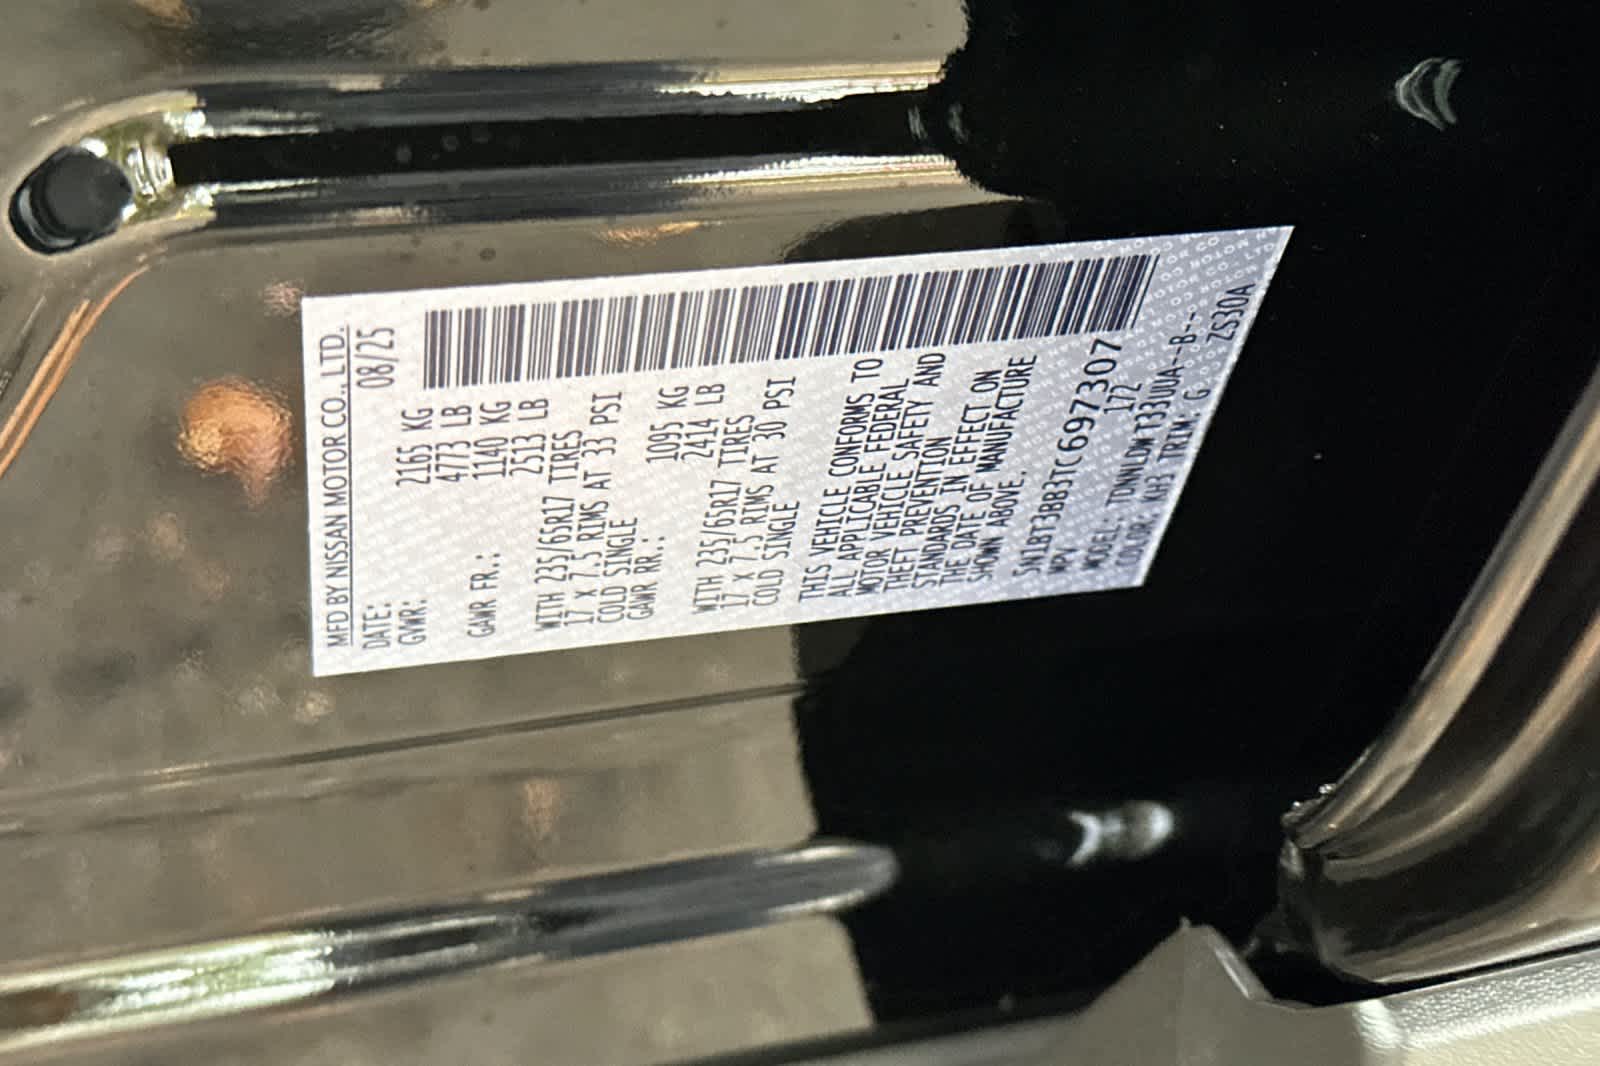 MFD BY NISSAN MOTOR CO., LTD.
DATE: 08/25
GVWR: 2165 KG
4773 LB
GAWR FR.: 1140 KG
2513 LB
WITH 235/65R17 TIRES
17 X 7.5 RIMS AT 33 PSI
COLD SINGLE
GAWR RR.: 1095 KG
2414 LB
WITH 235/65R17 TIRES
17 X 7.5 RIMS AT 30 PSI
COLD SINGLE
THIS VEHICLE CONFORMS TO
ALL APPLICABLE FEDERAL
MOTOR VEHICLE SAFETY AND
THEFT PREVENTION
STANDARDS IN EFFECT ON
THE DATE OF MANUFACTURE
SHOWN ABOVE.
5N1BT3BB3TC697307
MPV 172
MODEL: TDNNLDWT33UUA--B--
COLOR: KH3 TRIM: G ZS30A